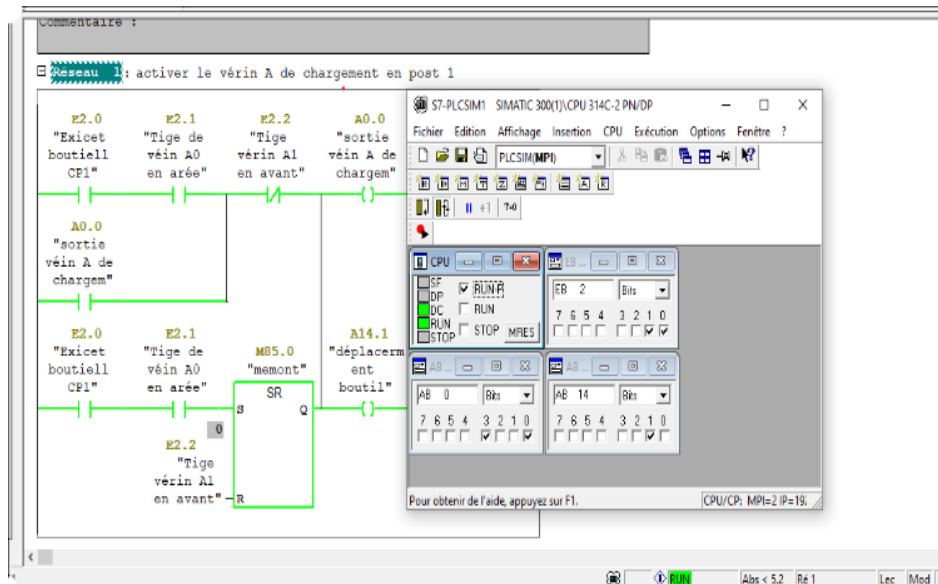 Commentaire :
Réseau 1: activer le vérin A de chargement en post 1
E2.0 E2.1 E2.2 A0.0
"Exicet "Tige de "Tige "sortie
boutiell véin A0 vérin A1 véin A de
CP1" en arée" en avant" chargem"
A0.0
"sortie
véin A de
chargem"
E2.0 E2.1 A14.1
"Exicet "Tige de M85.0 "déplacerm
boutiell véin A0 "memont" ent
CP1" en arée" SR boutil"
S Q
0
E2.2
"Tige
vérin A1
en avant" R
S7-PLCSIM1 SIMATIC 300(1)\CPU 314C-2 PN/DP
Fichier Edition Affichage Insertion CPU Exécution Options Fenêtre ?
PLCSIM(MPI)
+1 T=0
CPU
SF
DP
DC
RUN
STOP
RUN-P
RUN
STOP MRES
EB ...
EB 2 Bits
7 6 5 4 3 2 1 0
AB ...
AB 0 Bits
7 6 5 4 3 2 1 0
AB ...
AB 14 Bits
7 6 5 4 3 2 1 0
Pour obtenir de l'aide, appuyez sur F1. CPU/CP: MPI=2 IP=19.
RUN Abs < 5.2 Ré 1 Lec Mod